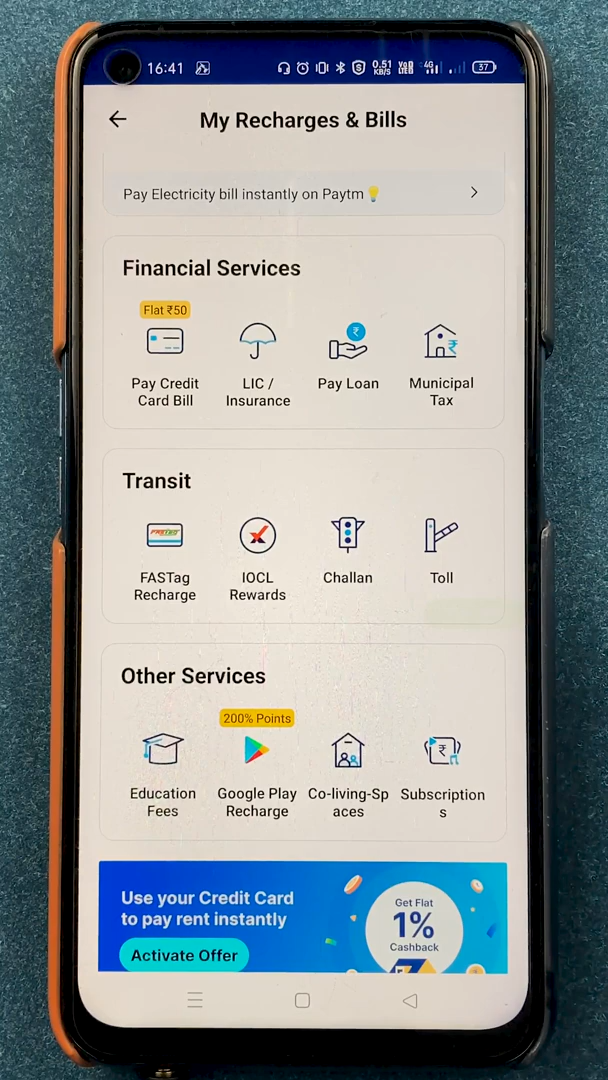 16:41
0.51
KB/S
VoD
LTED
4G
37
My Recharges & Bills
Pay Electricity bill instantly on Paytm💡
Financial Services
Flat ₹50
Pay Credit
Card Bill
LIC /
Insurance
Pay Loan
Municipal
Tax
Transit
FASTag
Recharge
IOCL
Rewards
Challan
Toll
Other Services
200% Points
Education
Fees
Google Play
Recharge
Co-living-Sp
aces
Subscription
s
Use your Credit Card
to pay rent instantly
Activate Offer
Get Flat
1%
Cashback